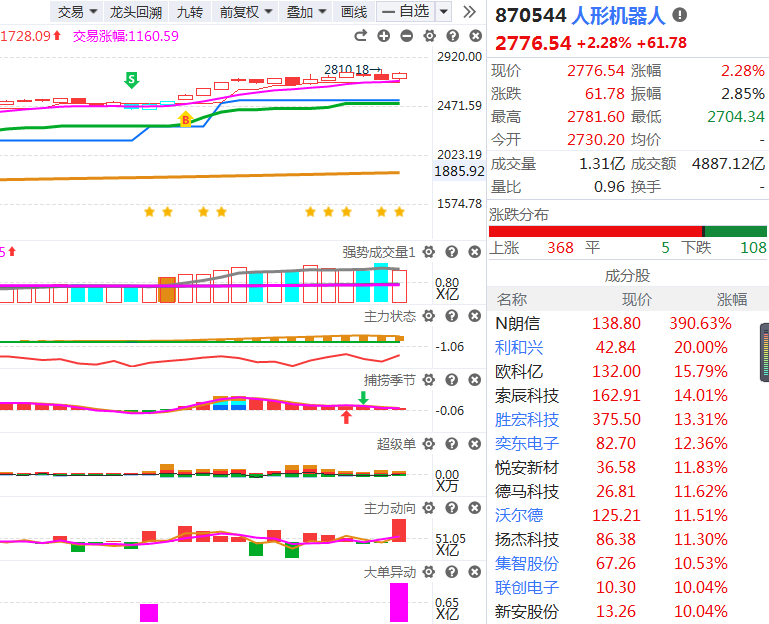 交易 龙头回溯 九转 前复权 叠加 画线 自选
1728.09 交易涨幅:1160.59
2810.18→
S
B
2920.00
2471.59
2023.19
1885.92
1574.78
5 强势成交量1
0.80
X亿
主力状态
-1.06
捕捞季节
-0.06
超级单
0.00
X万
主力动向
51.05
X亿
大单异动
0.65
X亿
870544 人形机器人
2776.54 +2.28% +61.78
现价 2776.54 涨幅 2.28%
涨跌 61.78 振幅 2.85%
最高 2781.60 最低 2704.34
今开 2730.20 均价 -
成交量 1.31亿 成交额 4887.12亿
量比 0.96 换手 -
涨跌分布
上涨 368 平 5 下跌 108
成分股
名称 现价 涨幅
N朗信 138.80 390.63%
利和兴 42.84 20.00%
欧科亿 132.00 15.79%
索辰科技 162.91 14.01%
胜宏科技 375.50 13.31%
奕东电子 82.70 12.36%
悦安新材 36.58 11.83%
德马科技 26.81 11.62%
沃尔德 125.21 11.51%
扬杰科技 86.38 11.30%
集智股份 67.26 10.53%
联创电子 10.30 10.04%
新安股份 13.26 10.04%